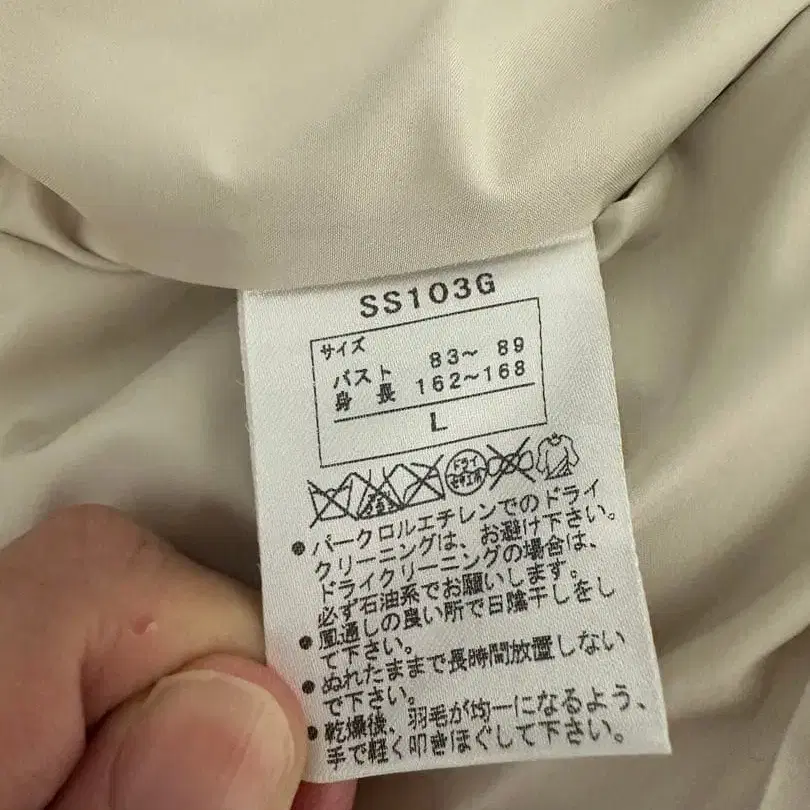 SS103G
サイズ
バスト 83～ 89
身 長 162～168
L
ドライ
セキユ系
●パークロルエチレンでのドライ
クリーニングは、お避け下さい。
ドライクリーニングの場合は、
必ず石油系でお願いします。
●風通しの良い所で日陰干しをし
て下さい。
●ぬれたままで長時間放置しない
で下さい。
●乾燥後、羽毛が均一になるよう、
手で軽く叩きほぐして下さい。